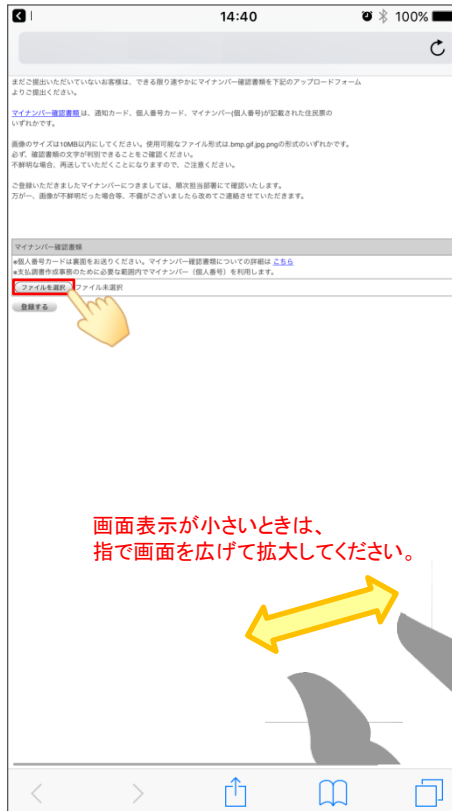 14:40
100%
まだご提出いただいていないお客様は、できる限り速やかにマイナンバー確認書類を下記のアップロードフォーム
よりご提出ください。
マイナンバー確認書類 は、通知カード、個人番号カード、マイナンバー(個人番号)が記載された住民票の
いずれかです。
画像のサイズは10MB以内にしてください。使用可能なファイル形式は.bmp.gif.jpg.pngの形式のいずれかです。
必ず、確認書類の文字が判別できることをご確認ください。
不鮮明な場合、再送していただくことになりますので、ご注意ください。
ご登録いただきましたマイナンバーにつきましては、順次担当部署にて確認いたします。
万が一、画像が不鮮明だった場合等、不備がございましたら改めてご連絡させていただきます。
マイナンバー確認書類
※個人番号カードは裏面をお送りください。マイナンバー確認書類についての詳細は こちら
※支払調書作成事務のために必要な範囲内でマイナンバー（個人番号）を利用します。
ファイルを選択 ファイル未選択
登録する
画面表示が小さいときは、
指で画面を広げて拡大してください。